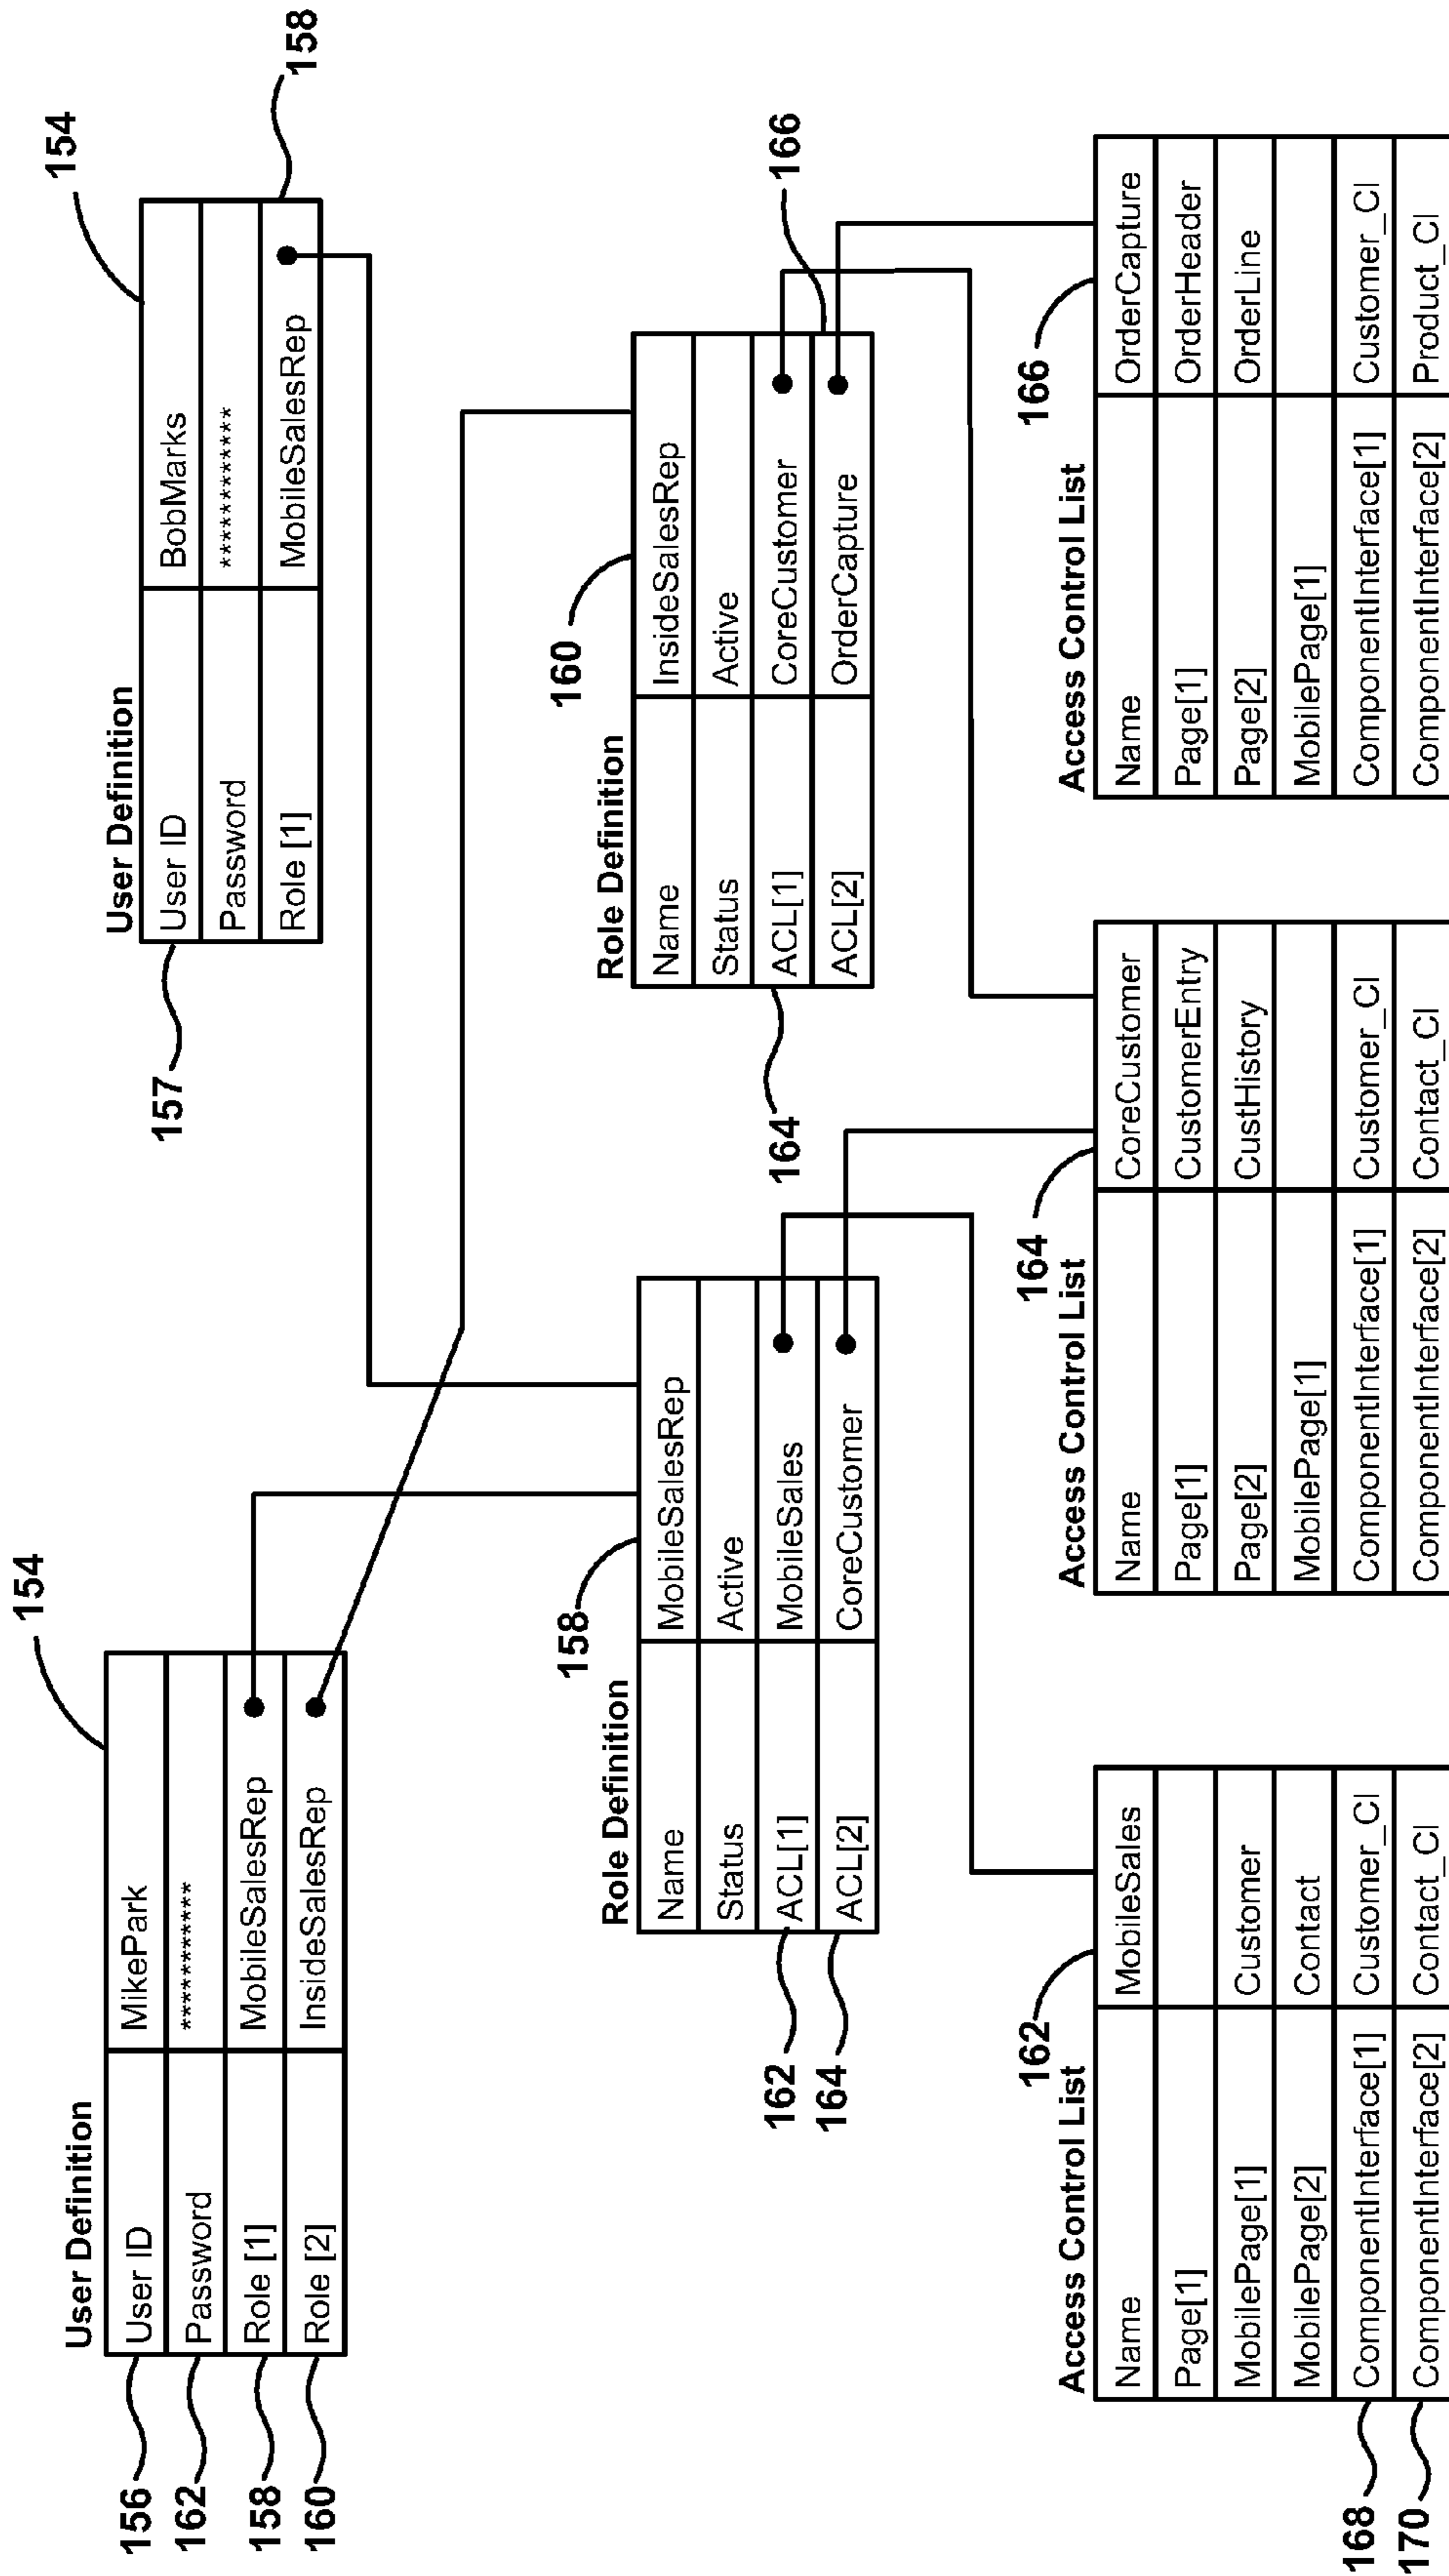 154
User Definition
156 User ID MikePark
162 Password **********
158 Role [1] MobileSalesRep
160 Role [2] InsideSalesRep
154
User Definition
157 User ID BobMarks
Password ***********
Role [1] MobileSalesRep 158
158
Role Definition
Name MobileSalesRep
Status Active
162 ACL[1] MobileSales
164 ACL[2] CoreCustomer
160
Role Definition
Name InsideSalesRep
Status Active
164 ACL[1] CoreCustomer
ACL[2] OrderCapture 166
162
Access Control List
Name MobileSales
Page[1]
MobilePage[1] Customer
MobilePage[2] Contact
168 ComponentInterface[1] Customer_CI
170 ComponentInterface[2] Contact_CI
164
Access Control List
Name CoreCustomer
Page[1] CustomerEntry
Page[2] CustHistory
MobilePage[1]
ComponentInterface[1] Customer_CI
ComponentInterface[2] Contact_CI
166
Access Control List
Name OrderCapture
Page[1] OrderHeader
Page[2] OrderLine
MobilePage[1]
ComponentInterface[1] Customer_CI
ComponentInterface[2] Product_CI